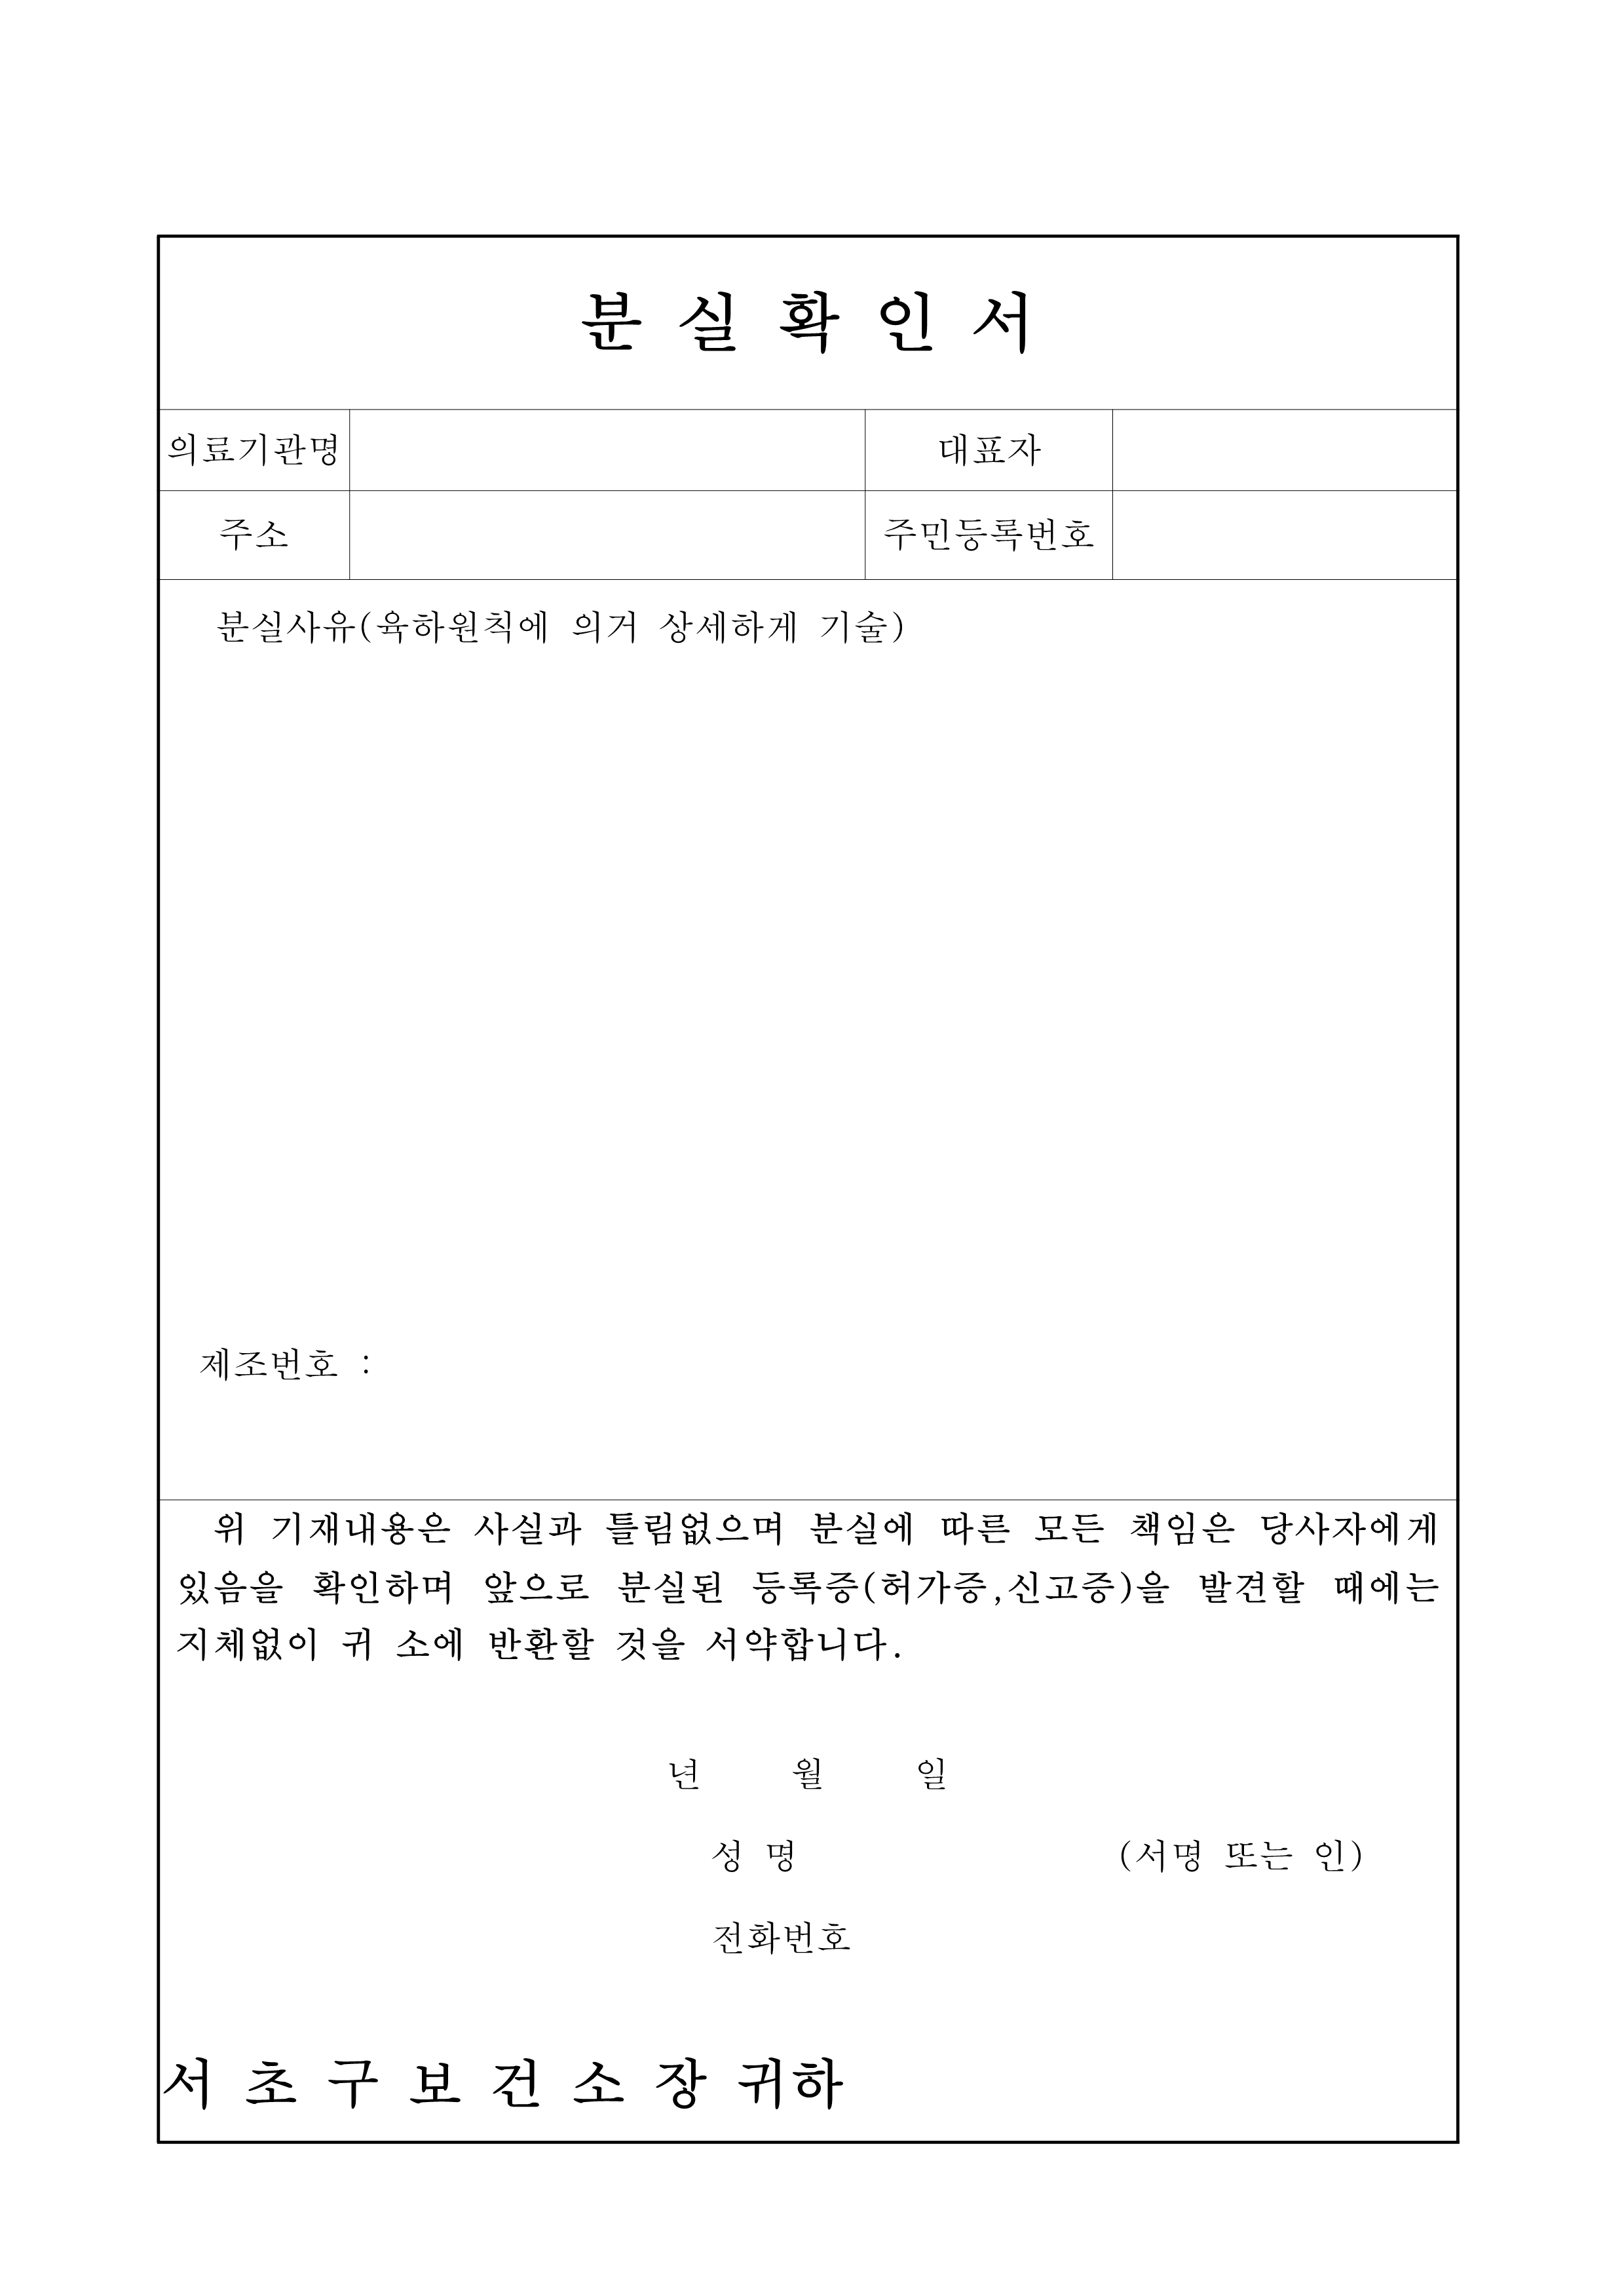 분 실 확 인 서
의료기관명 대표자
주소 주민등록번호
분실사유(육하원칙에 의거 상세하게 기술)
제조번호 :
위 기재내용은 사실과 틀림없으며 분실에 따른 모든 책임은 당사자에게
있음을 확인하며 앞으로 분실된 등록증(허가증,신고증)을 발견할 때에는
지체없이 귀 소에 반환할 것을 서약합니다.
년 월 일
성 명 (서명 또는 인)
전화번호
서 초 구 보 건 소 장 귀하